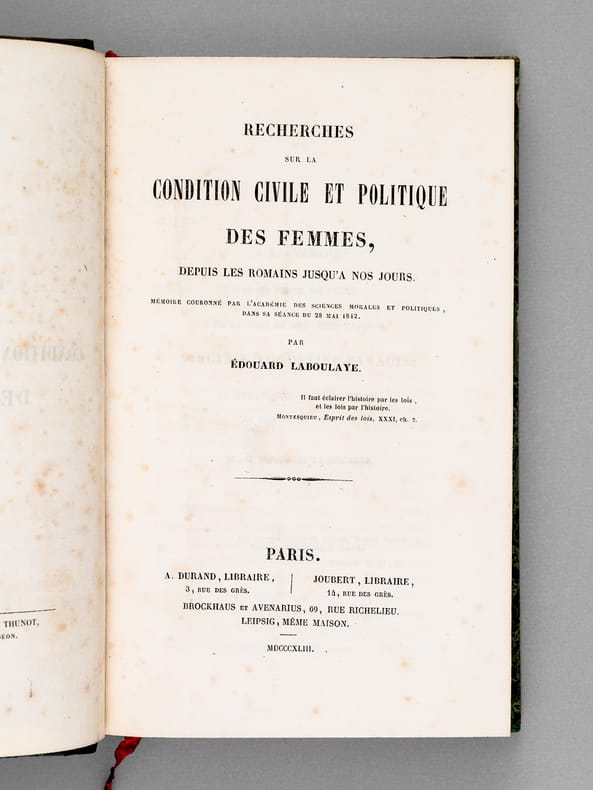 THUNOT,
RECHERCHES
SUR LA
CONDITION CIVILE ET POLITIQUE
DES FEMMES,
DEPUIS LES ROMAINS JUSQU'A NOS JOURS.
MÉMOIRE COURONNÉ PAR L'ACADÉMIE DES SCIENCES MORALES ET POLITIQUES,
DANS SA SÉANCE DU 28 MAI 1842.
PAR
ÉDOUARD LABOULAYE.
Il faut éclairer l'histoire par les lois,
et les lois par l'histoire.
MONTESQUIEU, Esprit des lois. XXXI, ch. 2.
PARIS.
A. DURAND, LIBRAIRE,
3, RUE DES GRÈS.
JOUBERT, LIBRAIRE,
14, RUE DES GRÈS.
BROCKHAUS ET AVENARIUS, 69, RUE RICHELIEU.
LEIPSIG, MÊME MAISON.
MDCCCXLIII.